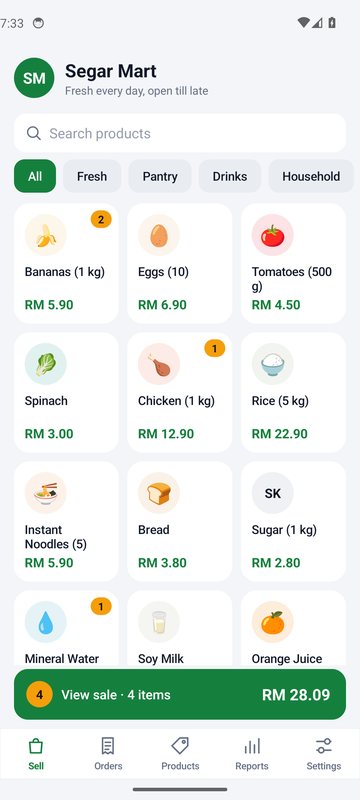 7:33
SM
Segar Mart
Fresh every day, open till late
Search products
All
Fresh
Pantry
Drinks
Household
2
Bananas (1 kg)
RM 5.90
Eggs (10)
RM 6.90
Tomatoes (500
g)
RM 4.50
Spinach
RM 3.00
1
Chicken (1 kg)
RM 12.90
Rice (5 kg)
RM 22.90
Instant
Noodles (5)
RM 5.90
Bread
RM 3.80
SK
Sugar (1 kg)
RM 2.80
1
Mineral Water
Soy Milk
Orange Juice
4
View sale · 4 items
RM 28.09
Sell
Orders
Products
Reports
Settings